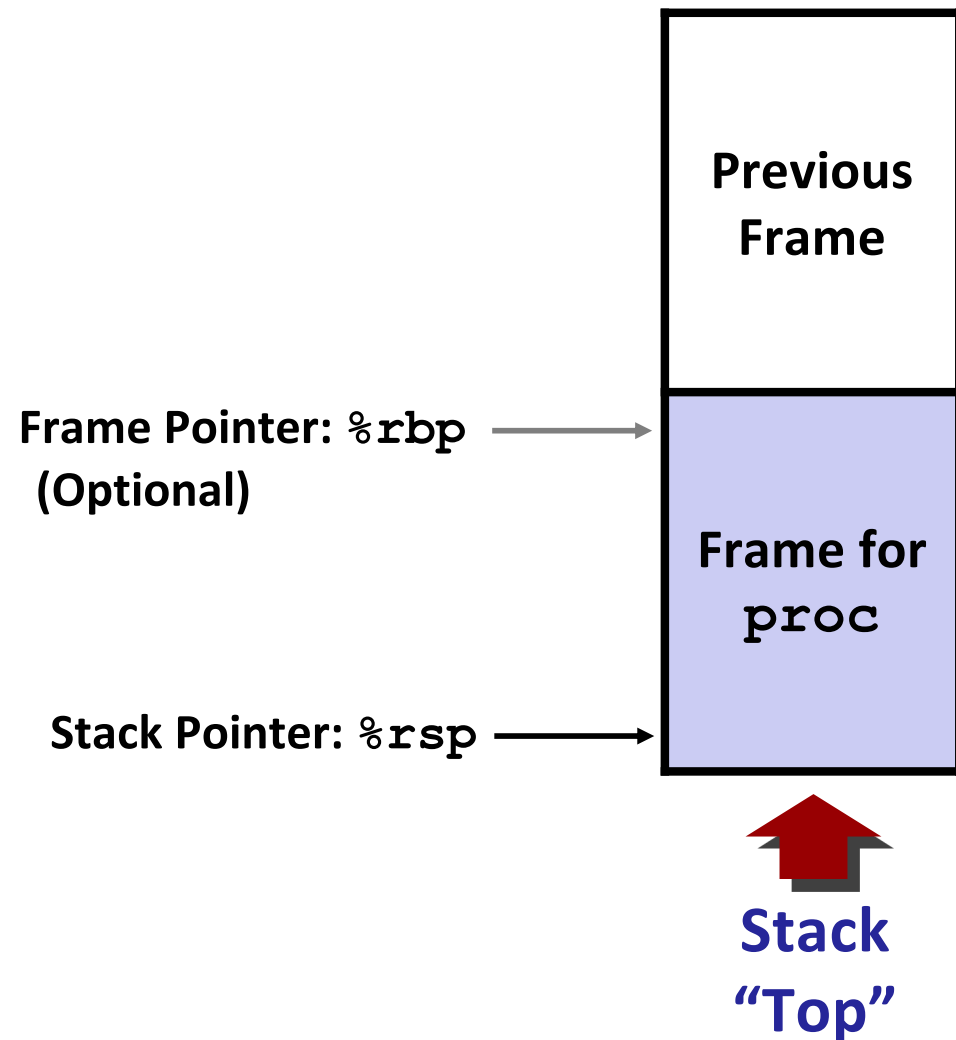 Previous
Frame
Frame Pointer: %rbp
(Optional)
Frame for
proc
Stack Pointer: %rsp
Stack
“Top”